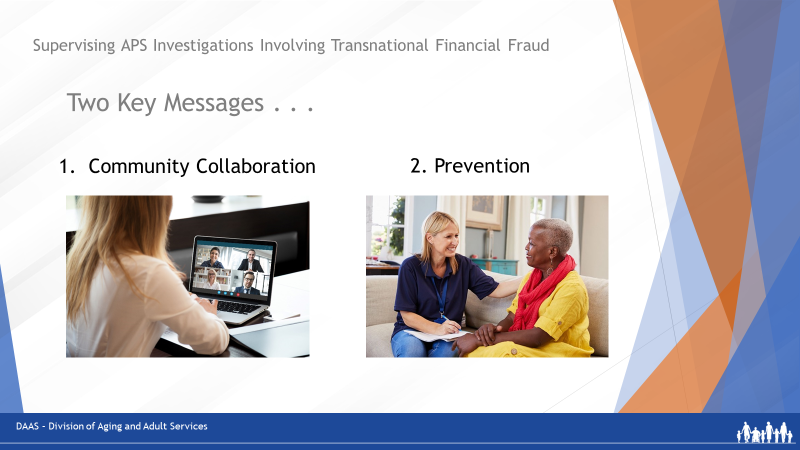 Supervising APS Investigations Involving Transnational Financial Fraud
Two Key Messages . . .
1. Community Collaboration
2. Prevention
DAAS – Division of Aging and Adult Services